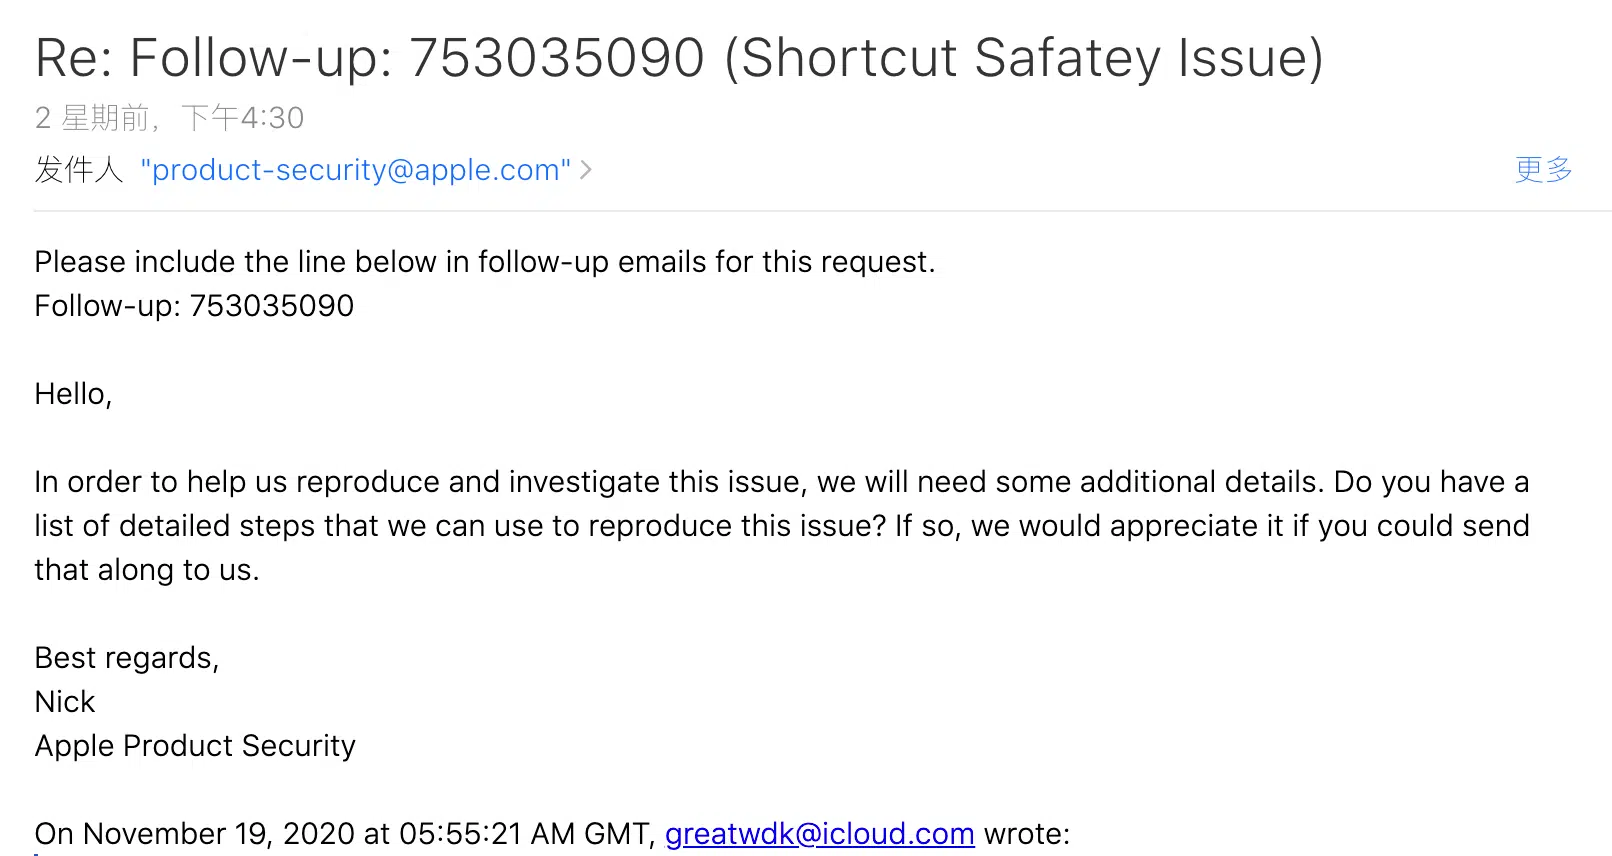 Re: Follow-up: 753035090 (Shortcut Safatey Issue)
2 星期前，下午4:30
发件人 "product-security@apple.com" >
更多
Please include the line below in follow-up emails for this request.
Follow-up: 753035090
Hello,
In order to help us reproduce and investigate this issue, we will need some additional details. Do you have a
list of detailed steps that we can use to reproduce this issue? If so, we would appreciate it if you could send
that along to us.
Best regards,
Nick
Apple Product Security
On November 19, 2020 at 05:55:21 AM GMT, greatwdk@icloud.com wrote: